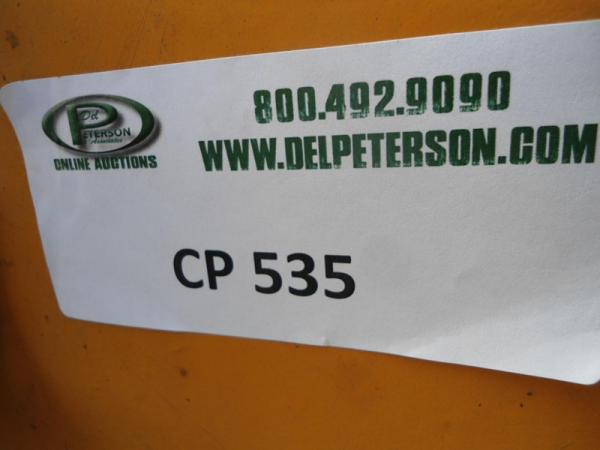 Del
PETERSON
Associates
ONLINE AUCTIONS
800.492.9090
WWW.DELPETERSON.COM
CP 535